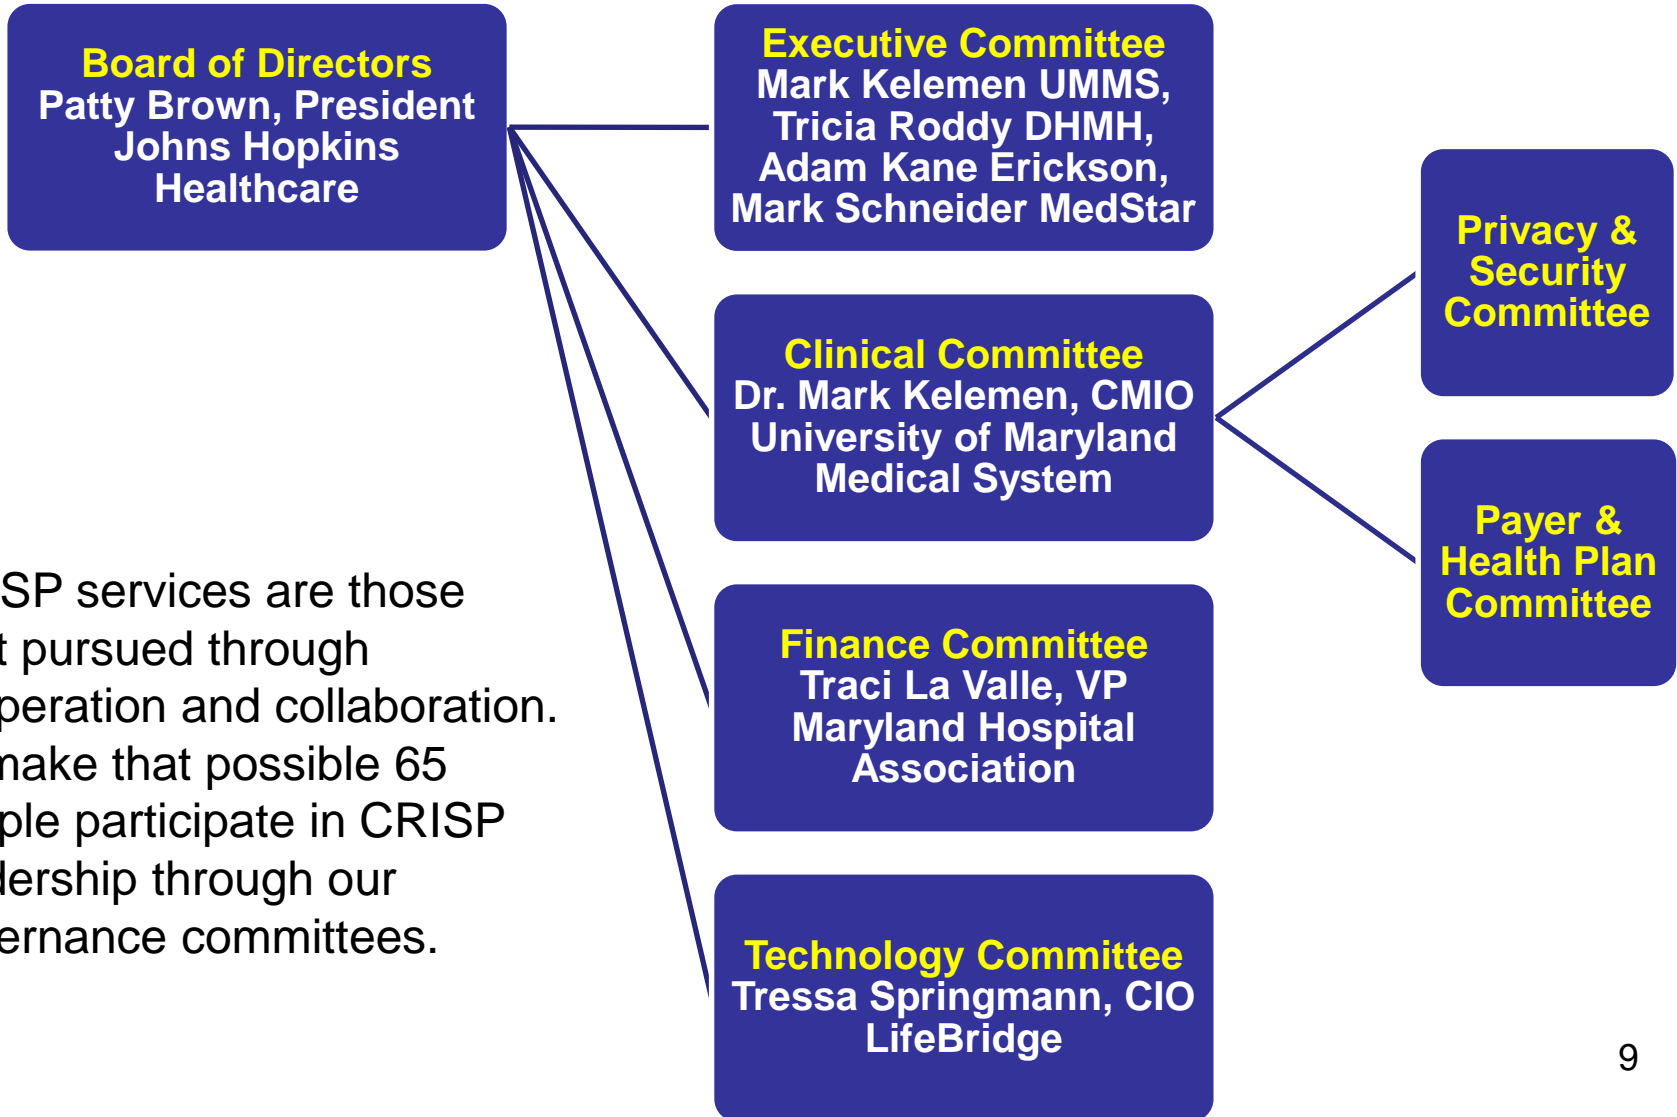 Board of Directors
Patty Brown, President
Johns Hopkins
Healthcare
Executive Committee
Mark Kelemen UMMS,
Tricia Roddy DHMH,
Adam Kane Erickson,
Mark Schneider MedStar
Clinical Committee
Dr. Mark Kelemen, CMIO
University of Maryland
Medical System
Finance Committee
Traci La Valle, VP
Maryland Hospital
Association
Technology Committee
Tressa Springmann, CIO
LifeBridge
Privacy &
Security
Committee
Payer &
Health Plan
Committee
SP services are those
t pursued through
peration and collaboration.
make that possible 65
ple participate in CRISP
dership through our
ernance committees.
9